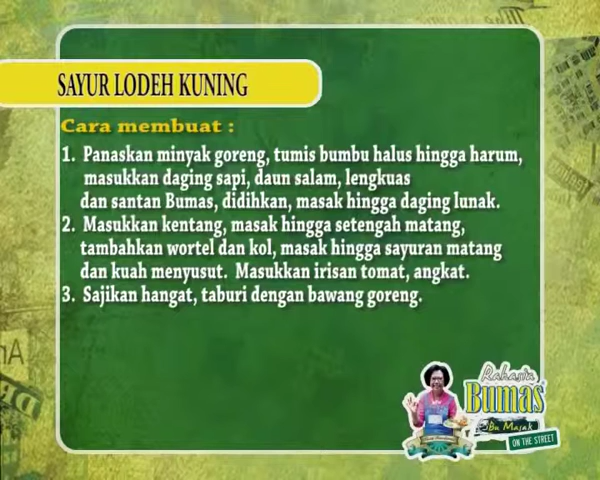 SAYUR LODEH KUNING
Cara membuat :
1. Panaskan minyak goreng, tumis bumbu halus hingga harum,
masukkan daging sapi, daun salam, lengkuas
dan santan Bumas, didihkan, masak hingga daging lunak.
2. Masukkan kentang, masak hingga setengah matang,
tambahkan wortel dan kol, masak hingga sayuran matang
dan kuah menyusut. Masukkan irisan tomat, angkat.
3. Sajikan hangat, taburi dengan bawang goreng.
Rahasia
Bumas
Ibu Masak
ON THE STREET